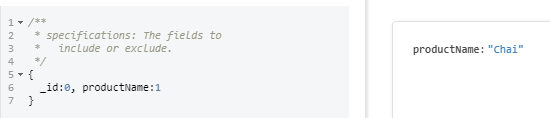 1 /**
2  * specifications: The fields to
3  *   include or exclude.
4  */
5 {
6   _id:0, productName:1
7 }
productName: "Chai"